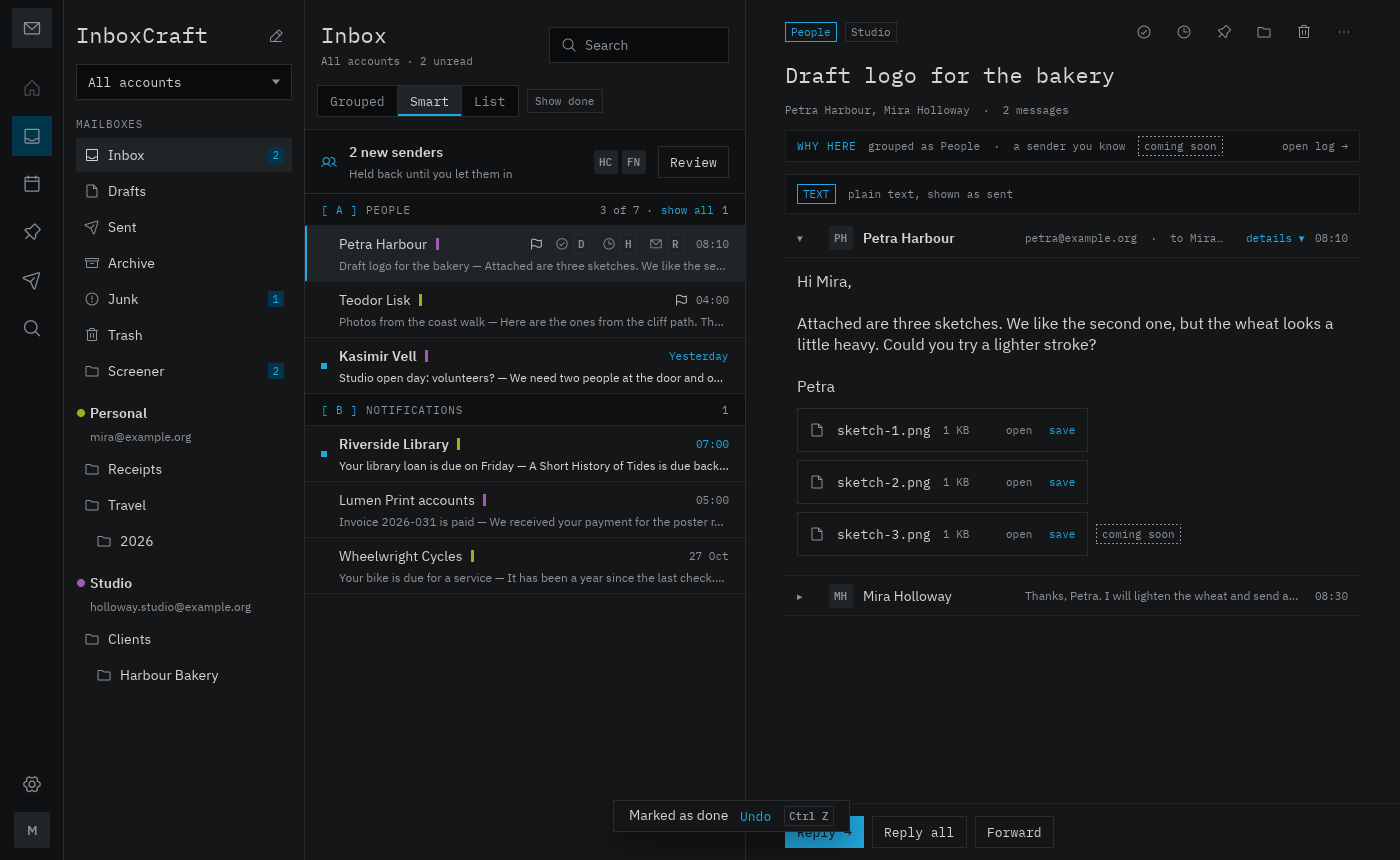 InboxCraft
All accounts
MAILBOXES
Inbox 2
Drafts
Sent
Archive
Junk 1
Trash
Screener 2
Personal
mira@example.org
Receipts
Travel
2026
Studio
holloway.studio@example.org
Clients
Harbour Bakery
M
Inbox
All accounts · 2 unread
Search
Grouped Smart List Show done
2 new senders
Held back until you let them in
HC FN Review
[ A ] PEOPLE 3 of 7 · show all 1
Petra Harbour D H R 08:10
Draft logo for the bakery — Attached are three sketches. We like the se…
Teodor Lisk 04:00
Photos from the coast walk — Here are the ones from the cliff path. Th…
Kasimir Vell Yesterday
Studio open day: volunteers? — We need two people at the door and o…
[ B ] NOTIFICATIONS 1
Riverside Library 07:00
Your library loan is due on Friday — A Short History of Tides is due back…
Lumen Print accounts 05:00
Invoice 2026-031 is paid — We received your payment for the poster r…
Wheelwright Cycles 27 Oct
Your bike is due for a service — It has been a year since the last check.…
People Studio
Draft logo for the bakery
Petra Harbour, Mira Holloway · 2 messages
WHY HERE grouped as People · a sender you know coming soon open log →
TEXT plain text, shown as sent
▾ PH Petra Harbour petra@example.org · to Mira… details ▾ 08:10
Hi Mira,
Attached are three sketches. We like the second one, but the wheat looks a
little heavy. Could you try a lighter stroke?
Petra
sketch-1.png 1 KB open save
sketch-2.png 1 KB open save
sketch-3.png 1 KB open save coming soon
▸ MH Mira Holloway Thanks, Petra. I will lighten the wheat and send a… 08:30
Marked as done Undo Ctrl Z
Reply → Reply all Forward